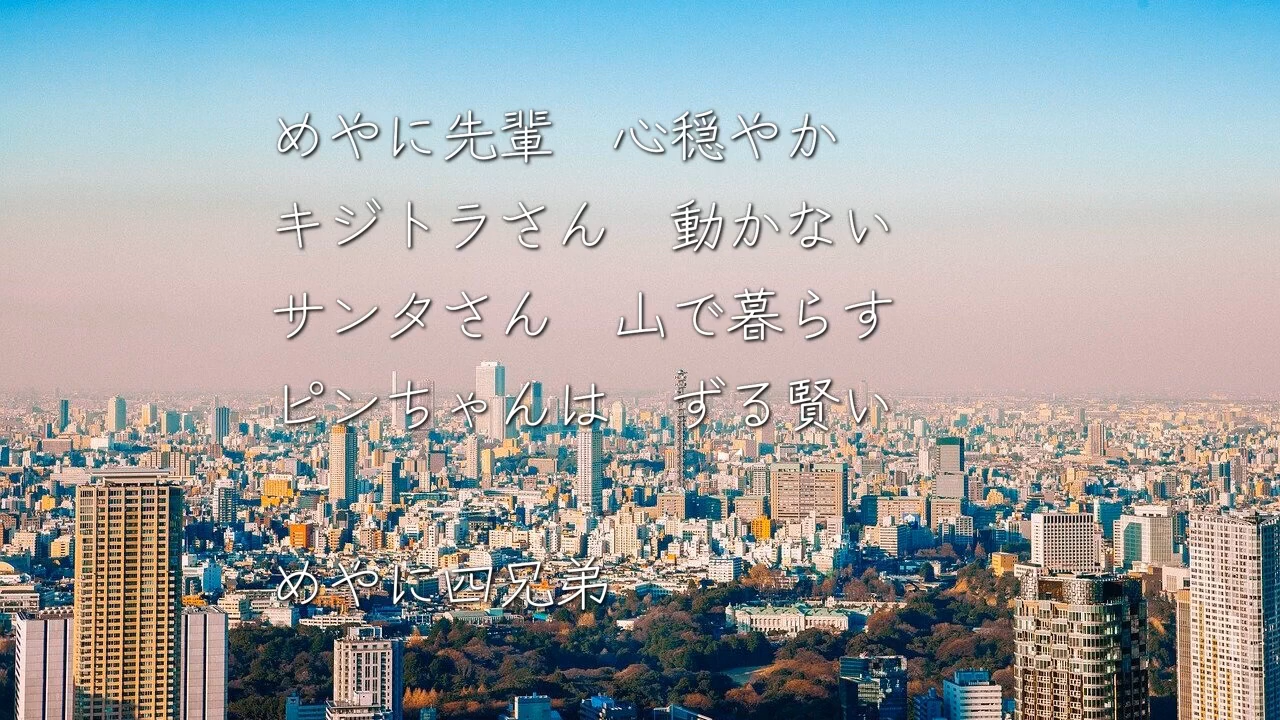 めやに先輩　心穏やか
キジトラさん　動かない
サンタさん　山で暮らす
ピンちゃんは　ずる賢い
めやに四兄弟